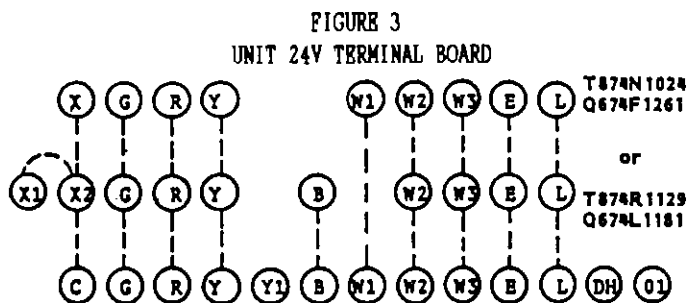 FIGURE 3
UNIT 24V TERMINAL BOARD
X G R Y W1 W2 W3 E L T874N1024
Q674F1261
or
X1 X2 G R Y B W2 W3 E L T874R1129
Q674L1181
C G R Y Y1 B W1 W2 W3 E L DH O1